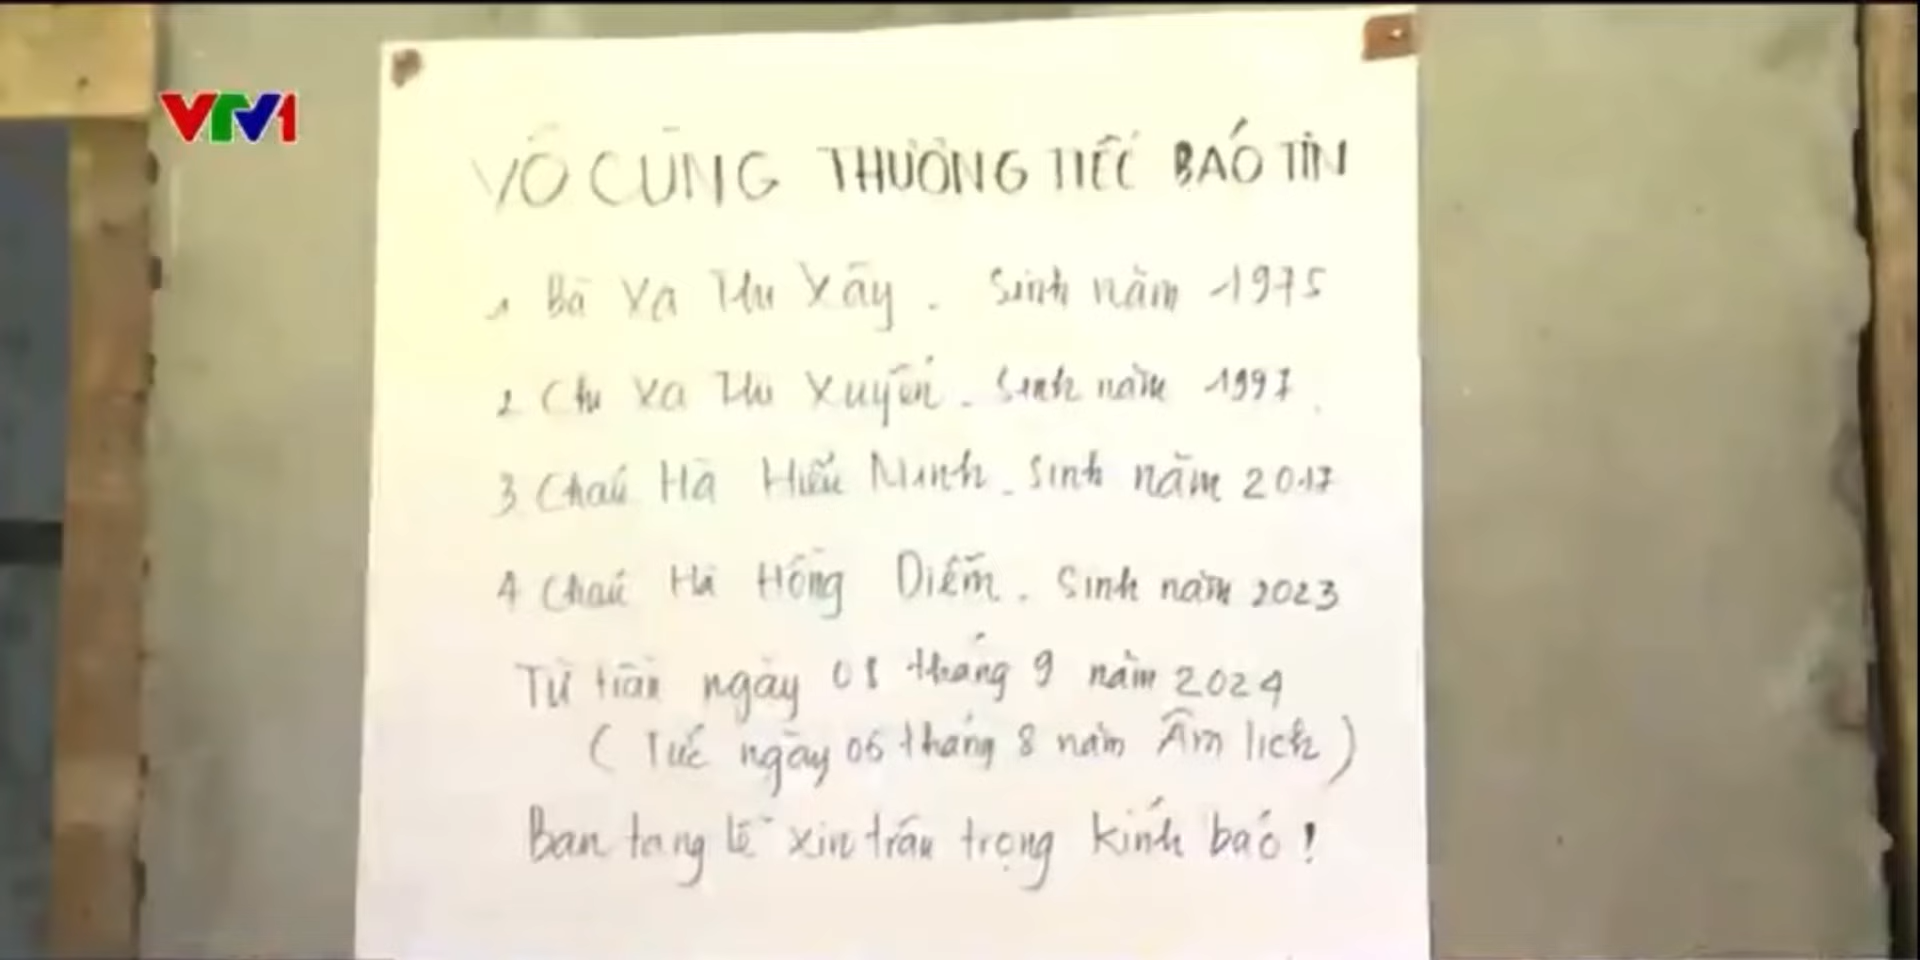 VTV1
VÔ CÙNG THƯƠNG TIẾC BÁO TIN
1 Bà Xa Thị Xây. Sinh năm 1975
2 Chị Xa Thị Xuyến. Sinh năm 1997.
3 Cháu Hà Hiểu Minh. Sinh năm 2017
4 Cháu Hà Hồng Diễm. Sinh năm 2023
Từ trần ngày 08 tháng 9 năm 2024
(Tức ngày 06 tháng 8 năm Âm lịch)
Ban tang lễ xin trân trọng kính báo!